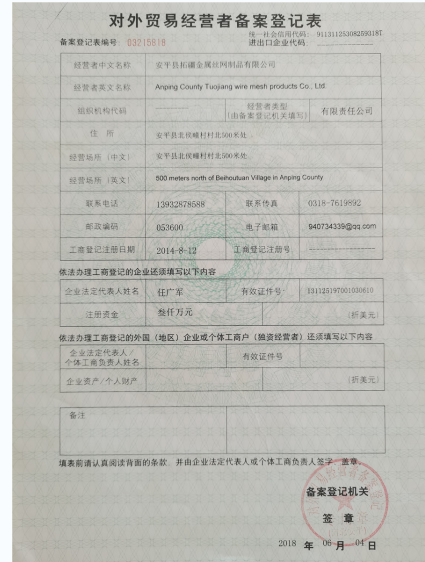 对外贸易经营者备案登记表
统一社会信用代码: 911311253082593187
备案登记表编号: 03215818
进出口企业代码:
经营者中文名称 安平县拓疆金属丝网制品有限公司
经营者英文名称 Anping County Tuojiang wire mesh products Co., Ltd
组织机构代码 经营者类型 (由备案登记机关填写) 有限责任公司
住 所 安平县北侯疃村村北500米处
经营场所(中文) 安平县北侯疃村村北500米处
经营场所(英文) 500 meters north of Beihoutuan Village in Anping County
联系电话 13932878588 联系传真 0318-7619892
邮政编码 053600 电子邮箱 940734339@qq.com
工商登记注册日期 2014-8-12 工商登记注册号
依法办理工商登记的企业还须填写以下内容
企业法定代表人姓名 任广军 有效证件号
注册资金 叁仟万元 (折美元)
依法办理工商登记的外国(地区)企业或个体工商户(独资经营者)还须填写以下内容
企业法定代表人/
个体工商负责人姓名 有效证件号
企业资产/个人财产 (折美元)
备注
填表前请认真阅读背面的条款,并由企业法定代表人或个体工商负责人签字、盖章。
备案登记机关
签 章
2018 年 06 月 04 日